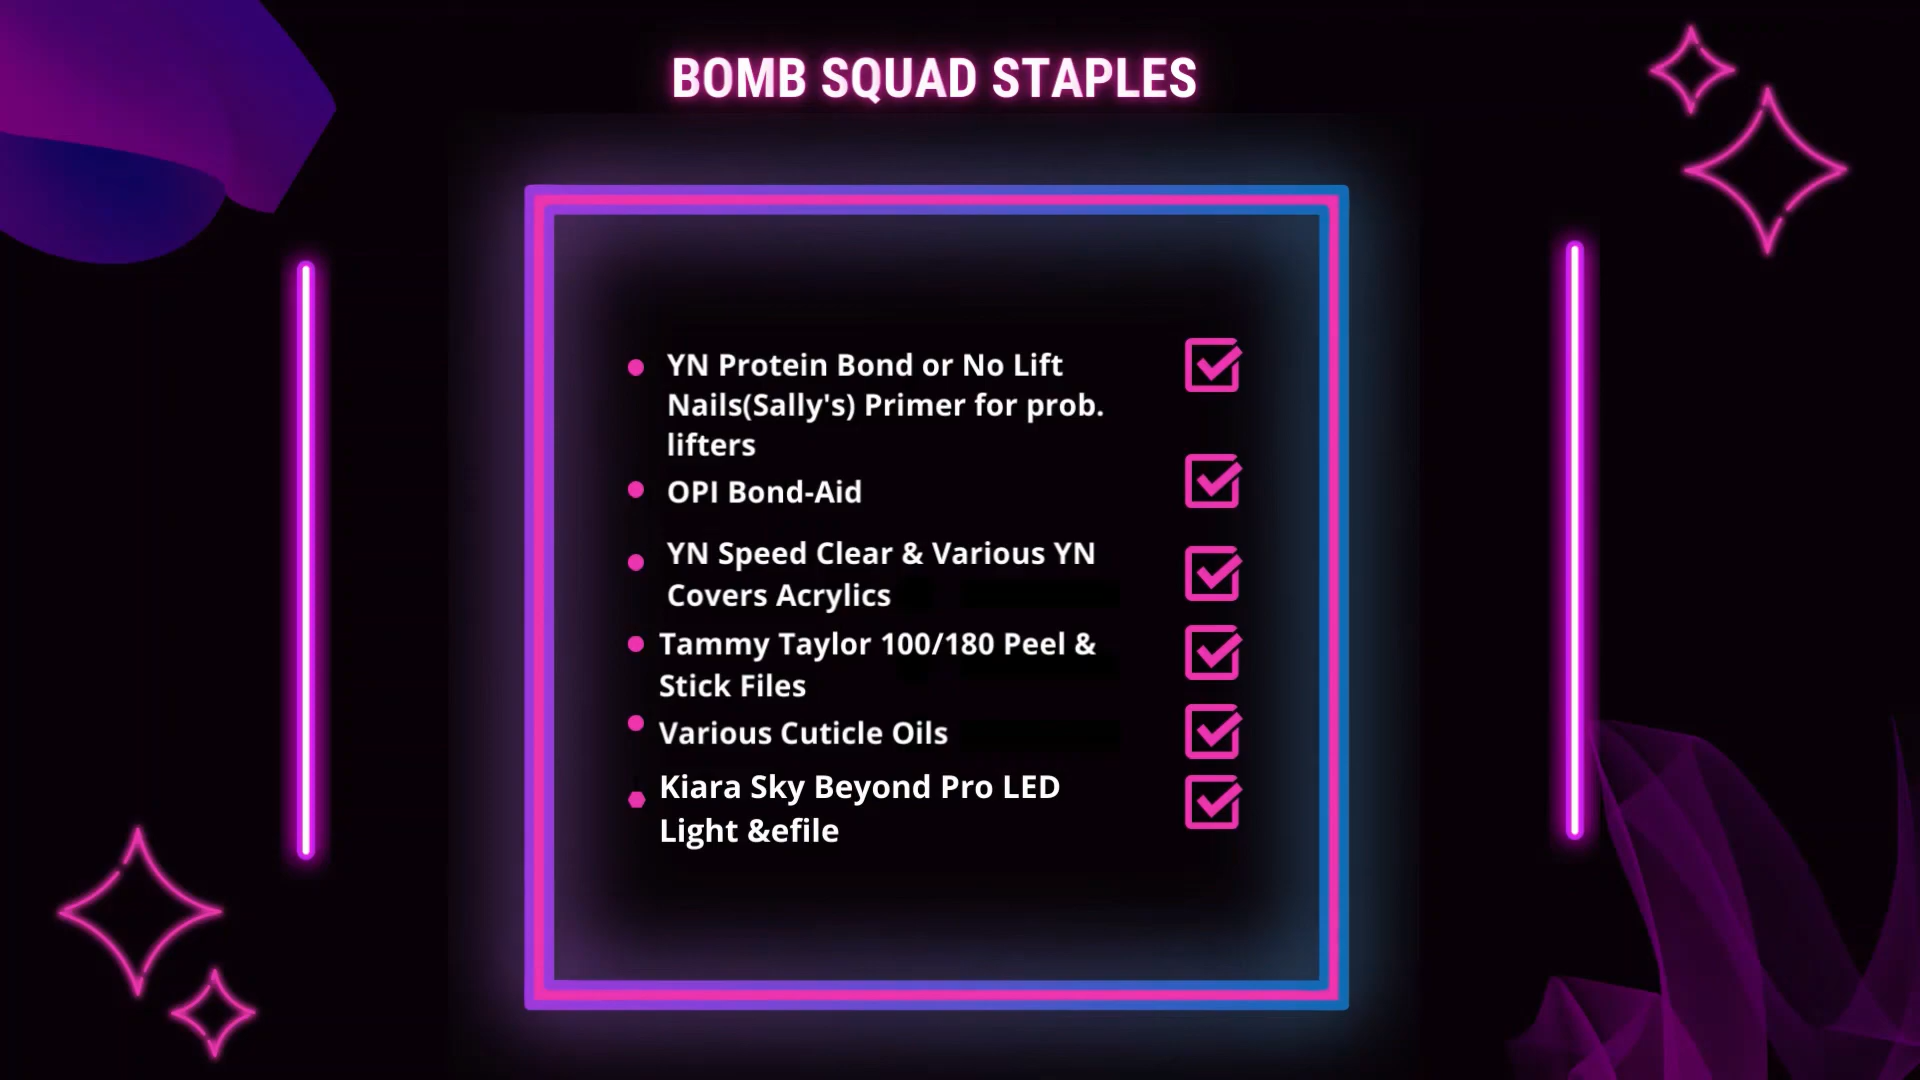 BOMB SQUAD STAPLES
YN Protein Bond or No Lift
Nails(Sally's) Primer for prob.
lifters
OPI Bond-Aid
YN Speed Clear & Various YN
Covers Acrylics
Tammy Taylor 100/180 Peel &
Stick Files
Various Cuticle Oils
Kiara Sky Beyond Pro LED
Light &efile